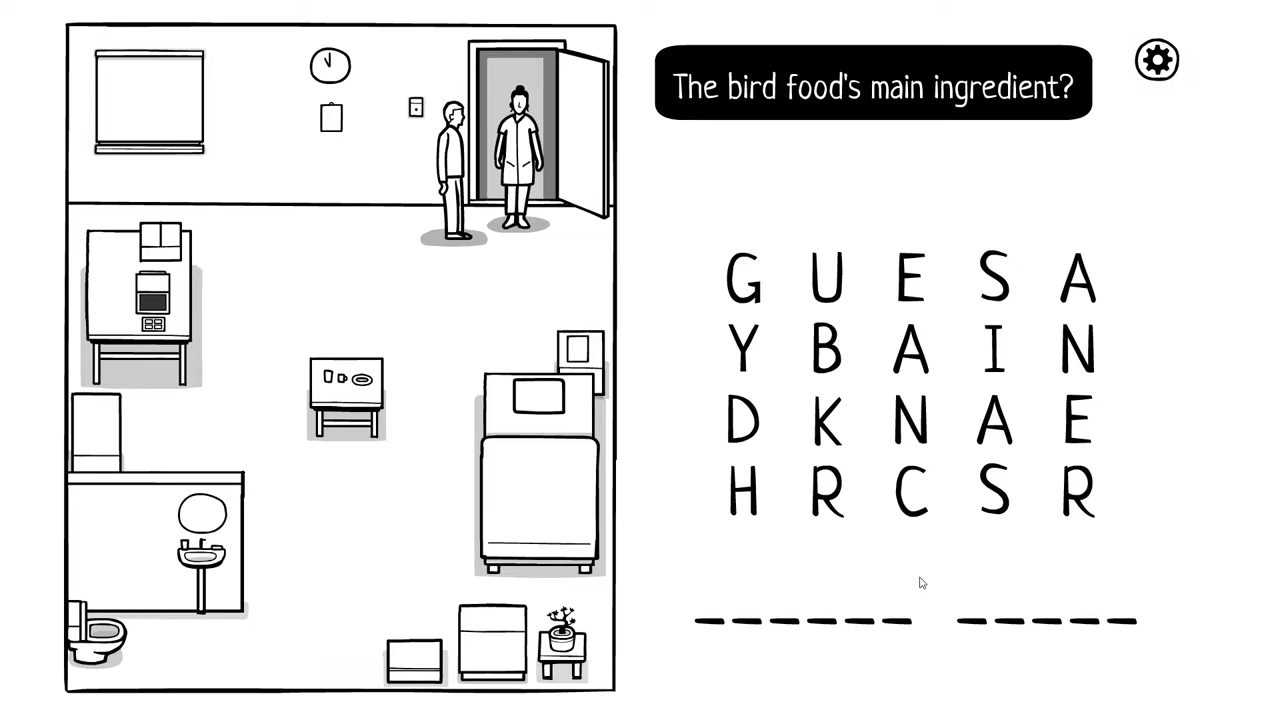 The bird food's main ingredient?
G U E S A
Y B A I N
D K N A E
H R C S R